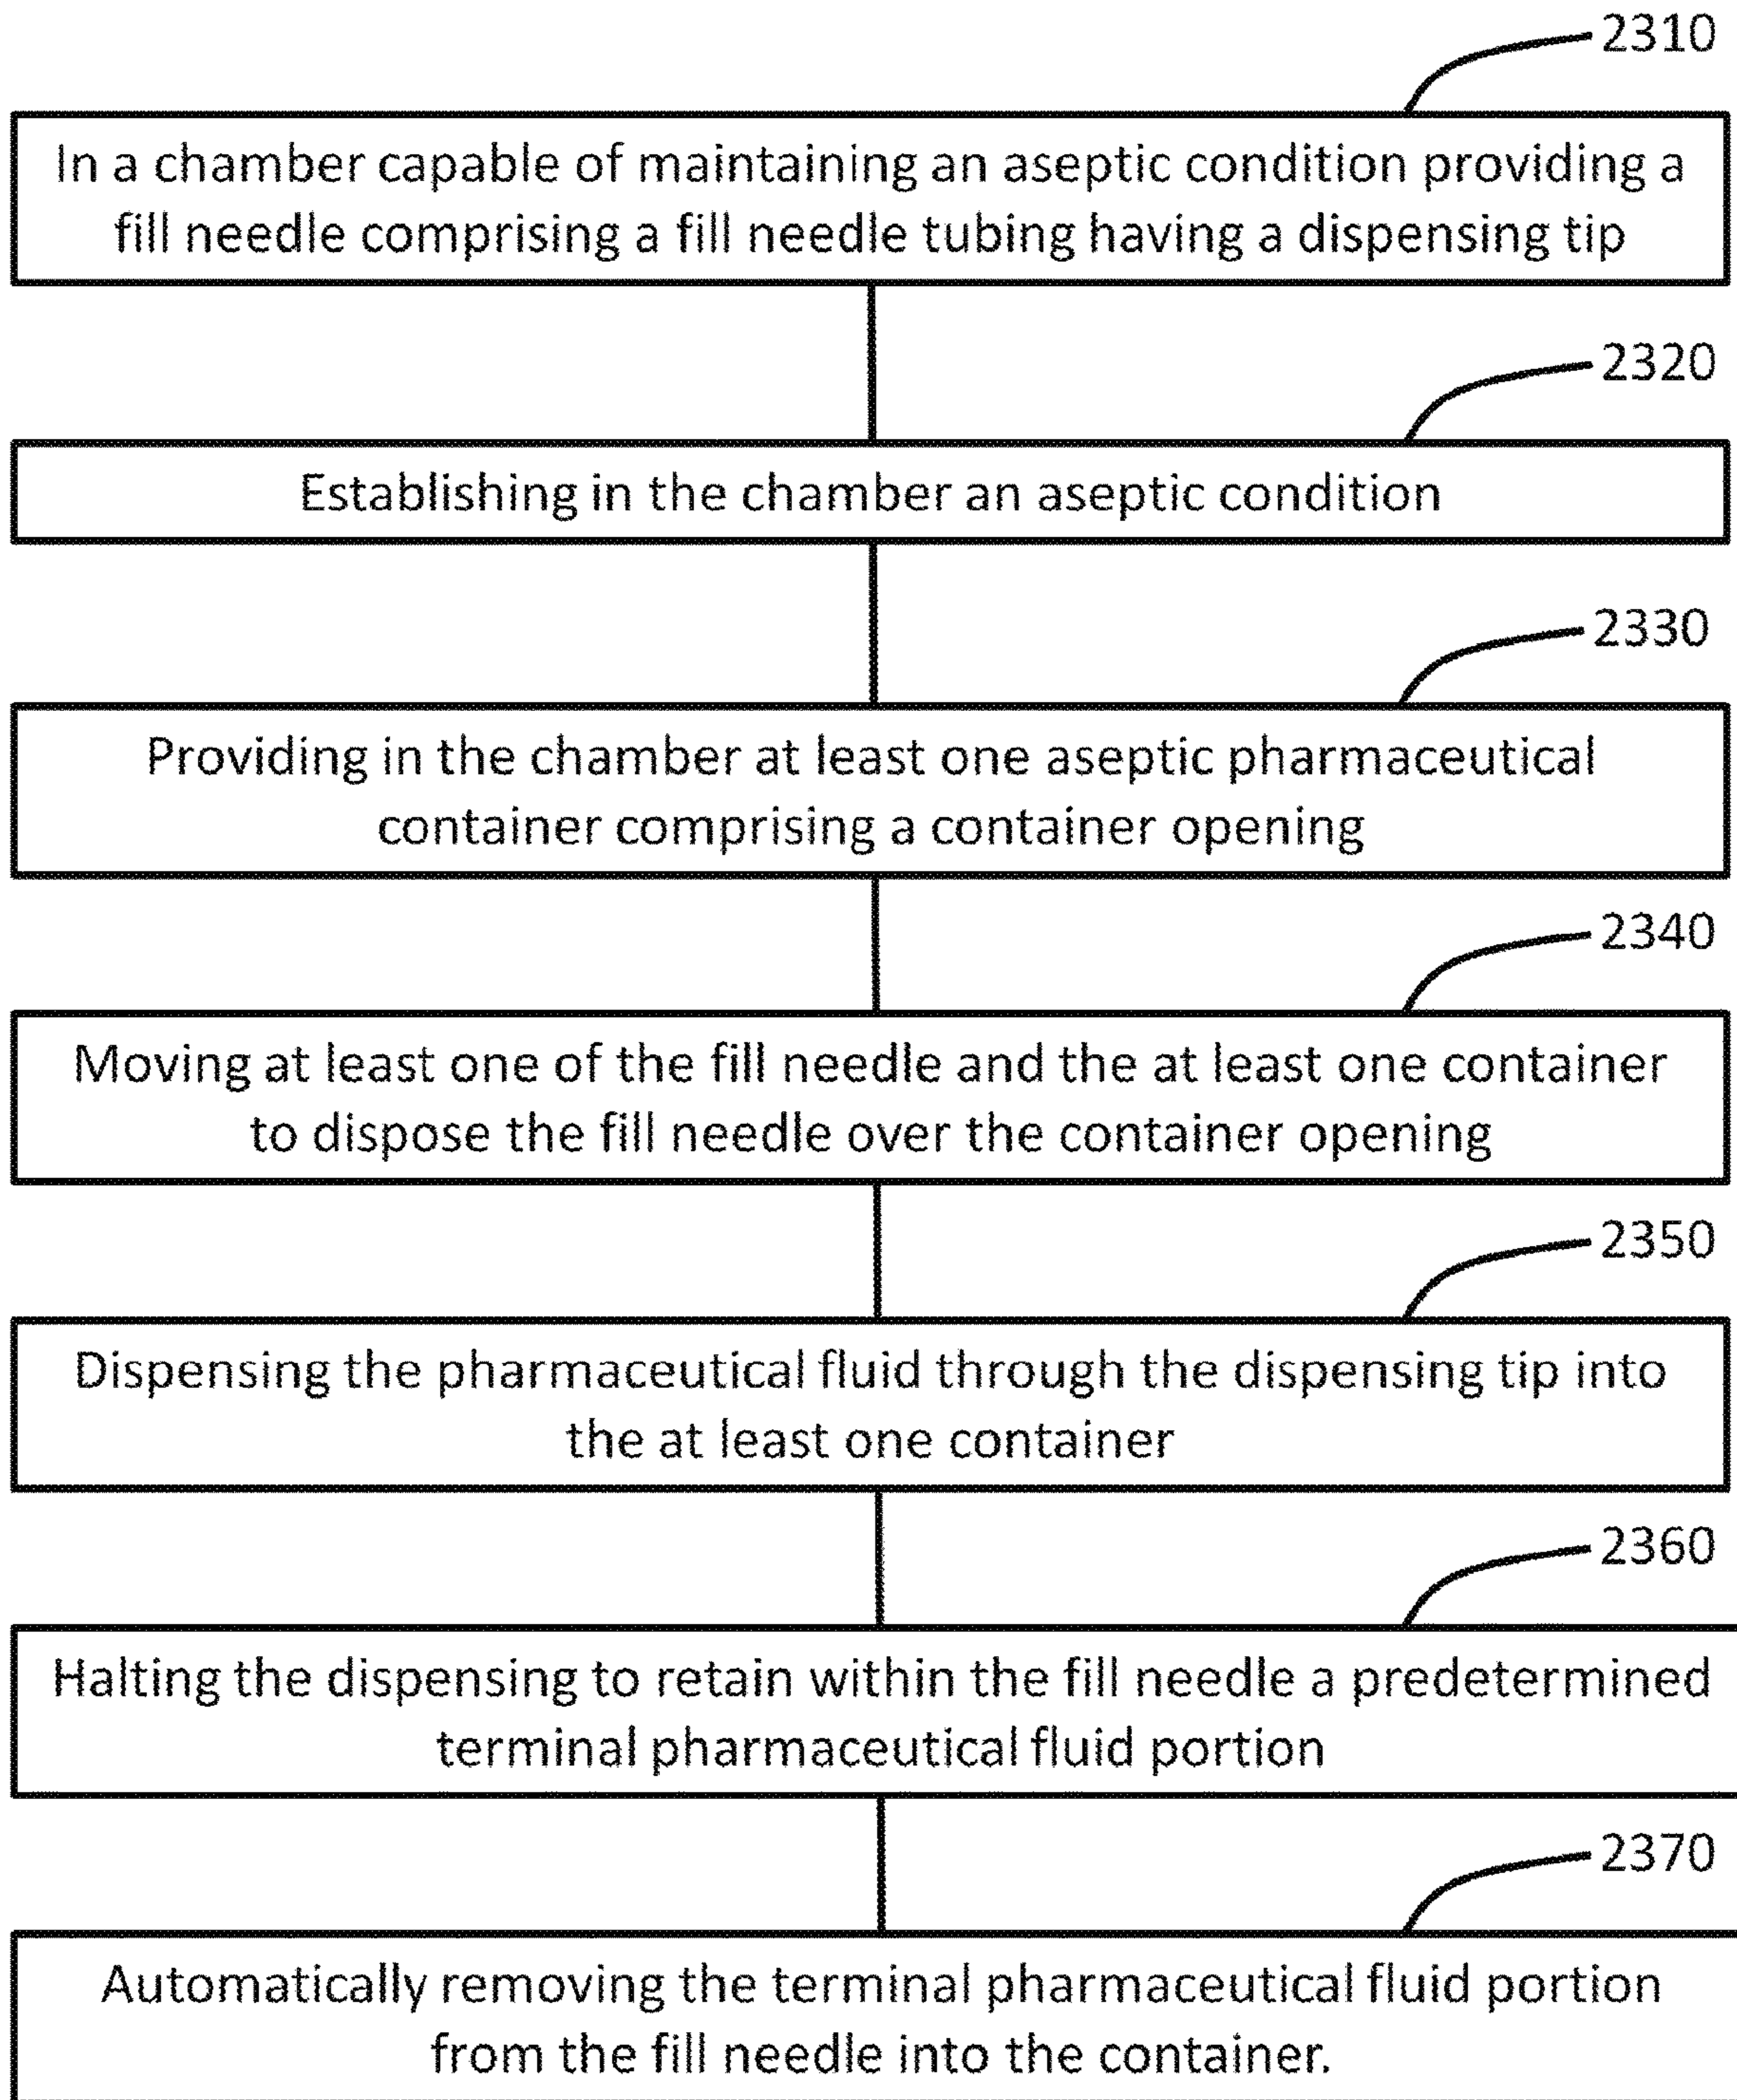 2310
In a chamber capable of maintaining an aseptic condition providing a
fill needle comprising a fill needle tubing having a dispensing tip
2320
Establishing in the chamber an aseptic condition
2330
Providing in the chamber at least one aseptic pharmaceutical
container comprising a container opening
2340
Moving at least one of the fill needle and the at least one container
to dispose the fill needle over the container opening
2350
Dispensing the pharmaceutical fluid through the dispensing tip into
the at least one container
2360
Halting the dispensing to retain within the fill needle a predetermined
terminal pharmaceutical fluid portion
2370
Automatically removing the terminal pharmaceutical fluid portion
from the fill needle into the container.